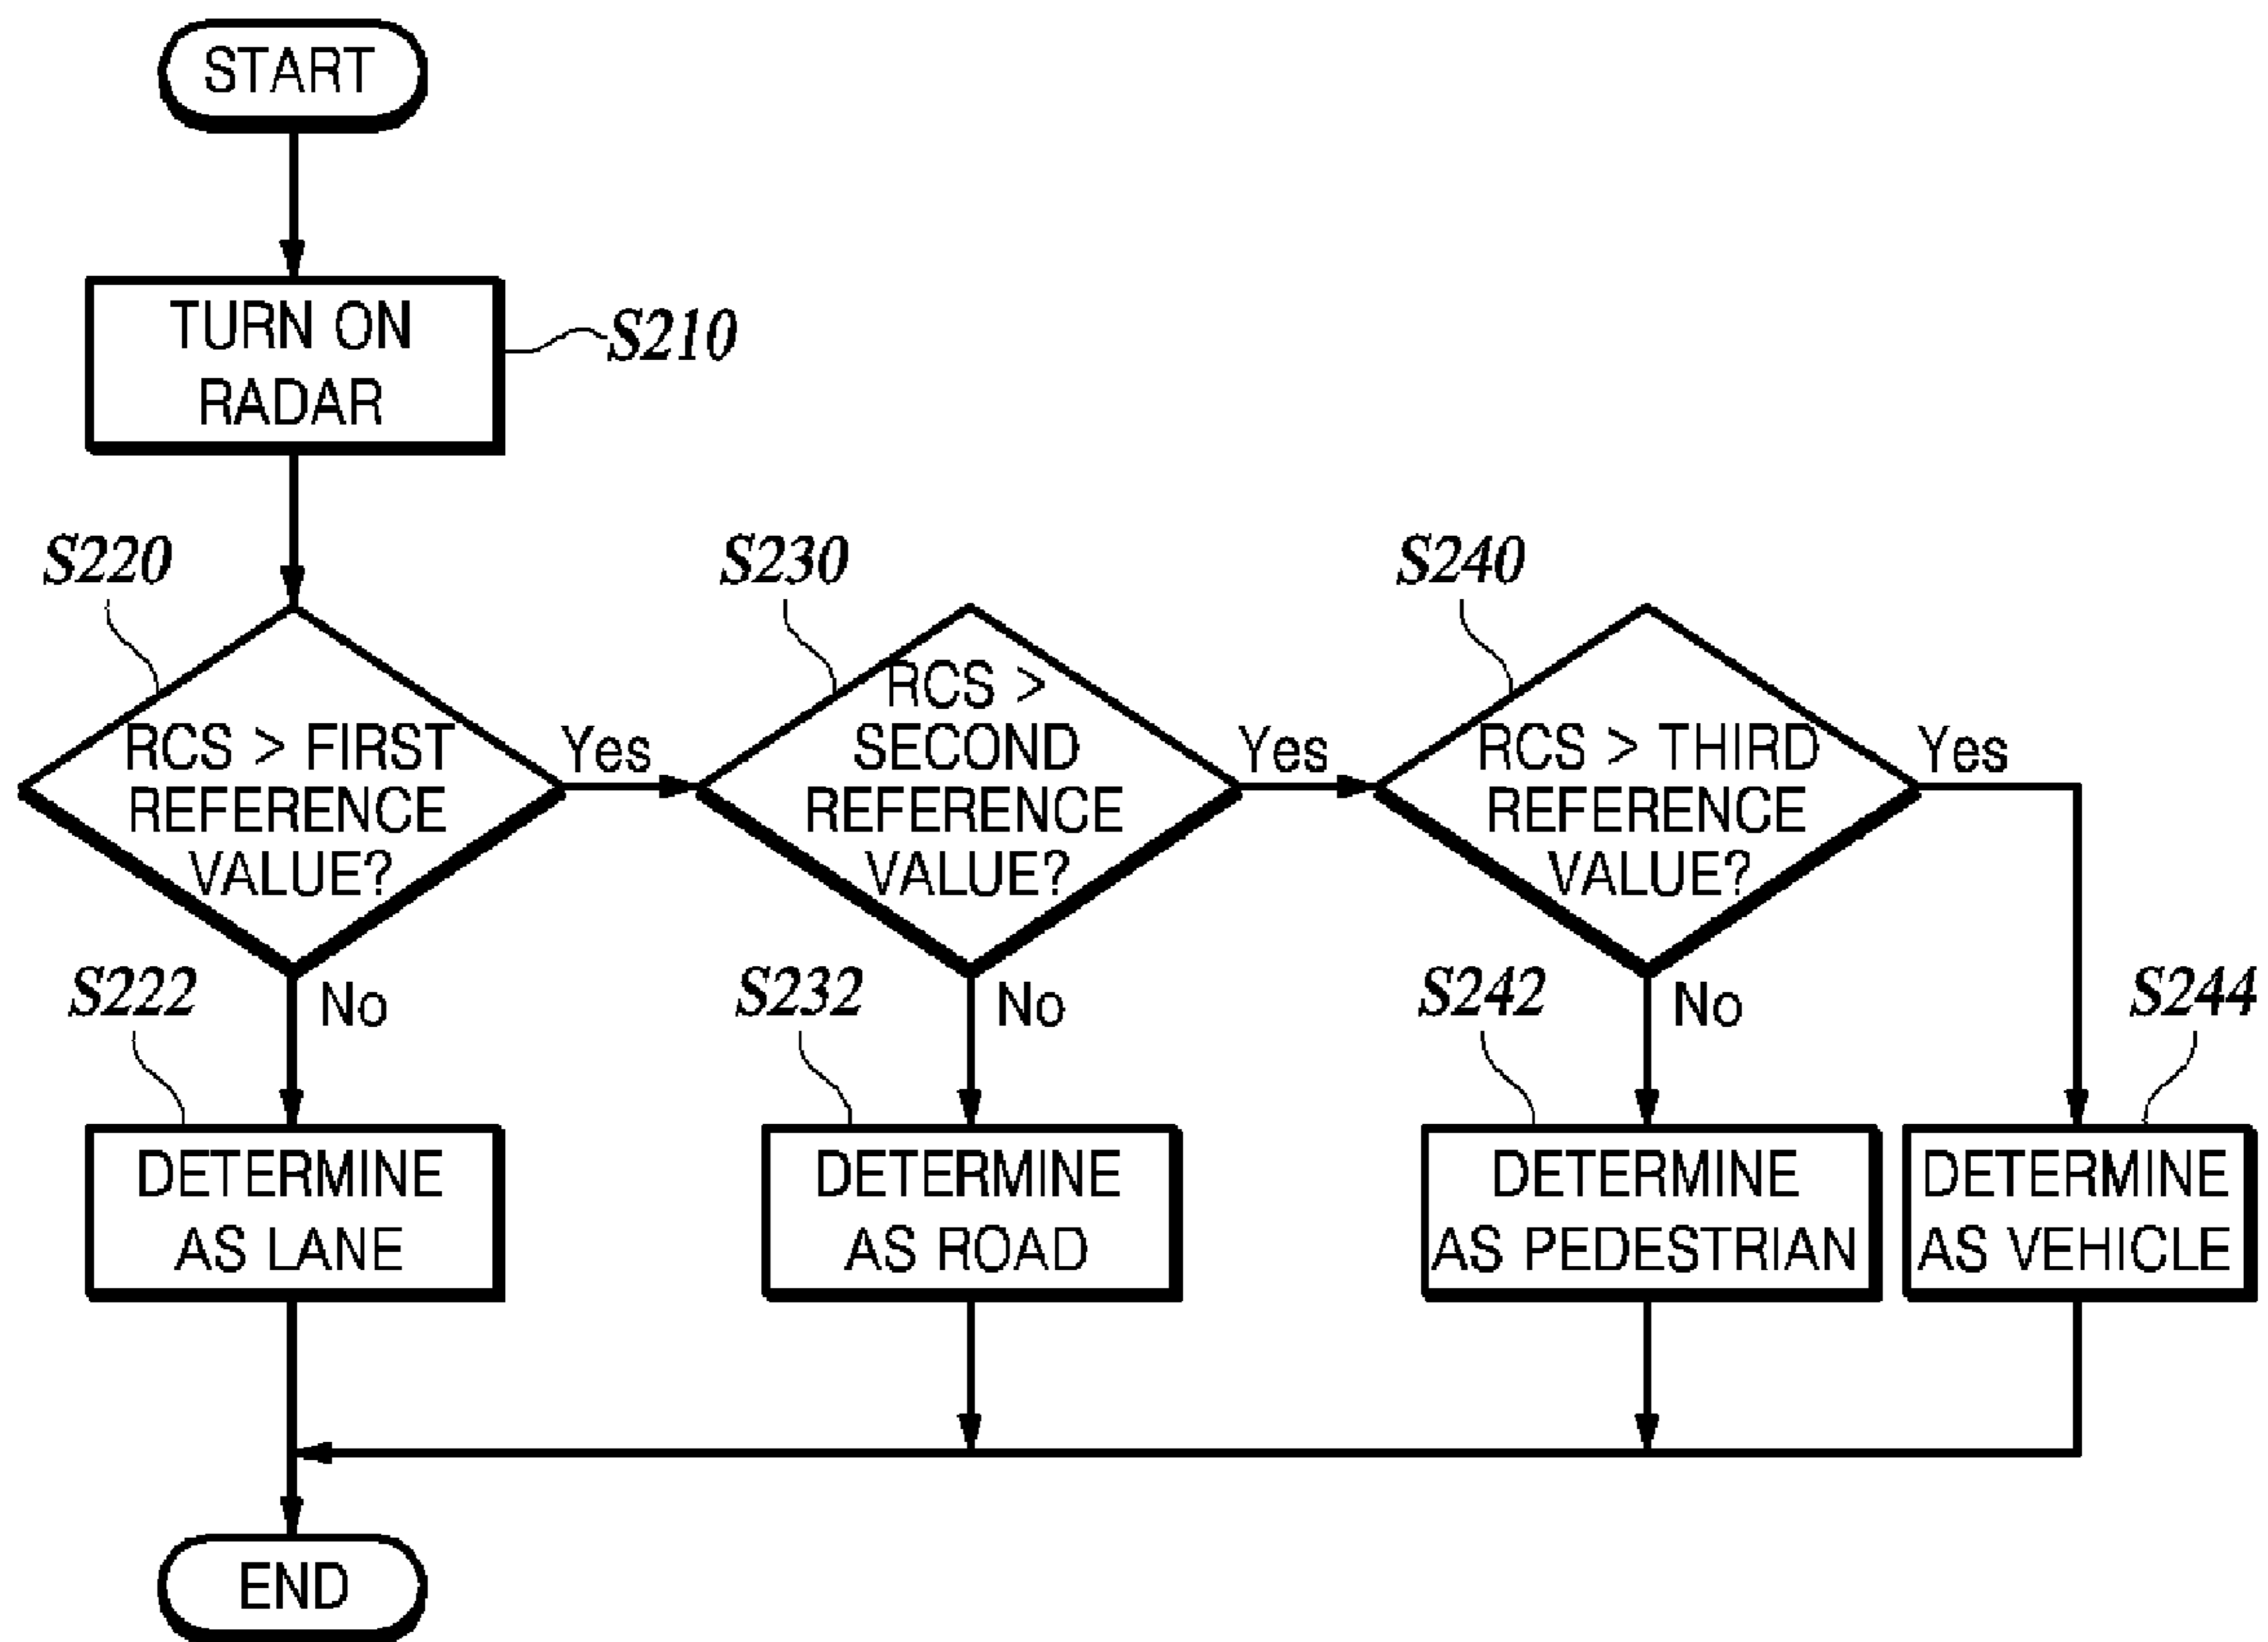 START
TURN ON
RADAR
S210
S220
RCS > FIRST
REFERENCE
VALUE?
Yes
No
S230
RCS >
SECOND
REFERENCE
VALUE?
Yes
No
S240
RCS > THIRD
REFERENCE
VALUE?
Yes
No
S222
DETERMINE
AS LANE
S232
DETERMINE
AS ROAD
S242
DETERMINE
AS PEDESTRIAN
S244
DETERMINE
AS VEHICLE
END